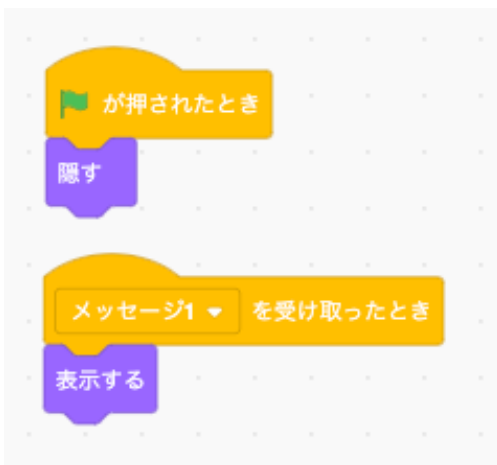 が押されたとき
隠す
メッセージ1 を受け取ったとき
表示する